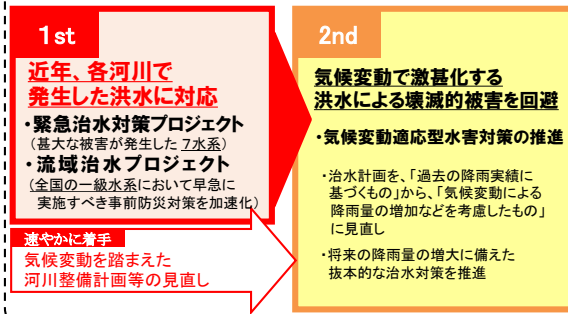 1st
近年、各河川で
発生した洪水に対応
・緊急治水対策プロジェクト
(甚大な被害が発生した 7水系)
・流域治水プロジェクト
(全国の一級水系において早急に
実施すべき事前防災対策を加速化)
速やかに着手
気候変動を踏まえた
河川整備計画等の見直し
2nd
気候変動で激甚化する
洪水による壊滅的被害を回避
・気候変動適応型水害対策の推進
・治水計画を、「過去の降雨実績に
基づくもの」から、「気候変動による
降雨量の増加などを考慮したもの」
に見直し
・将来の降雨量の増大に備えた
抜本的な治水対策を推進